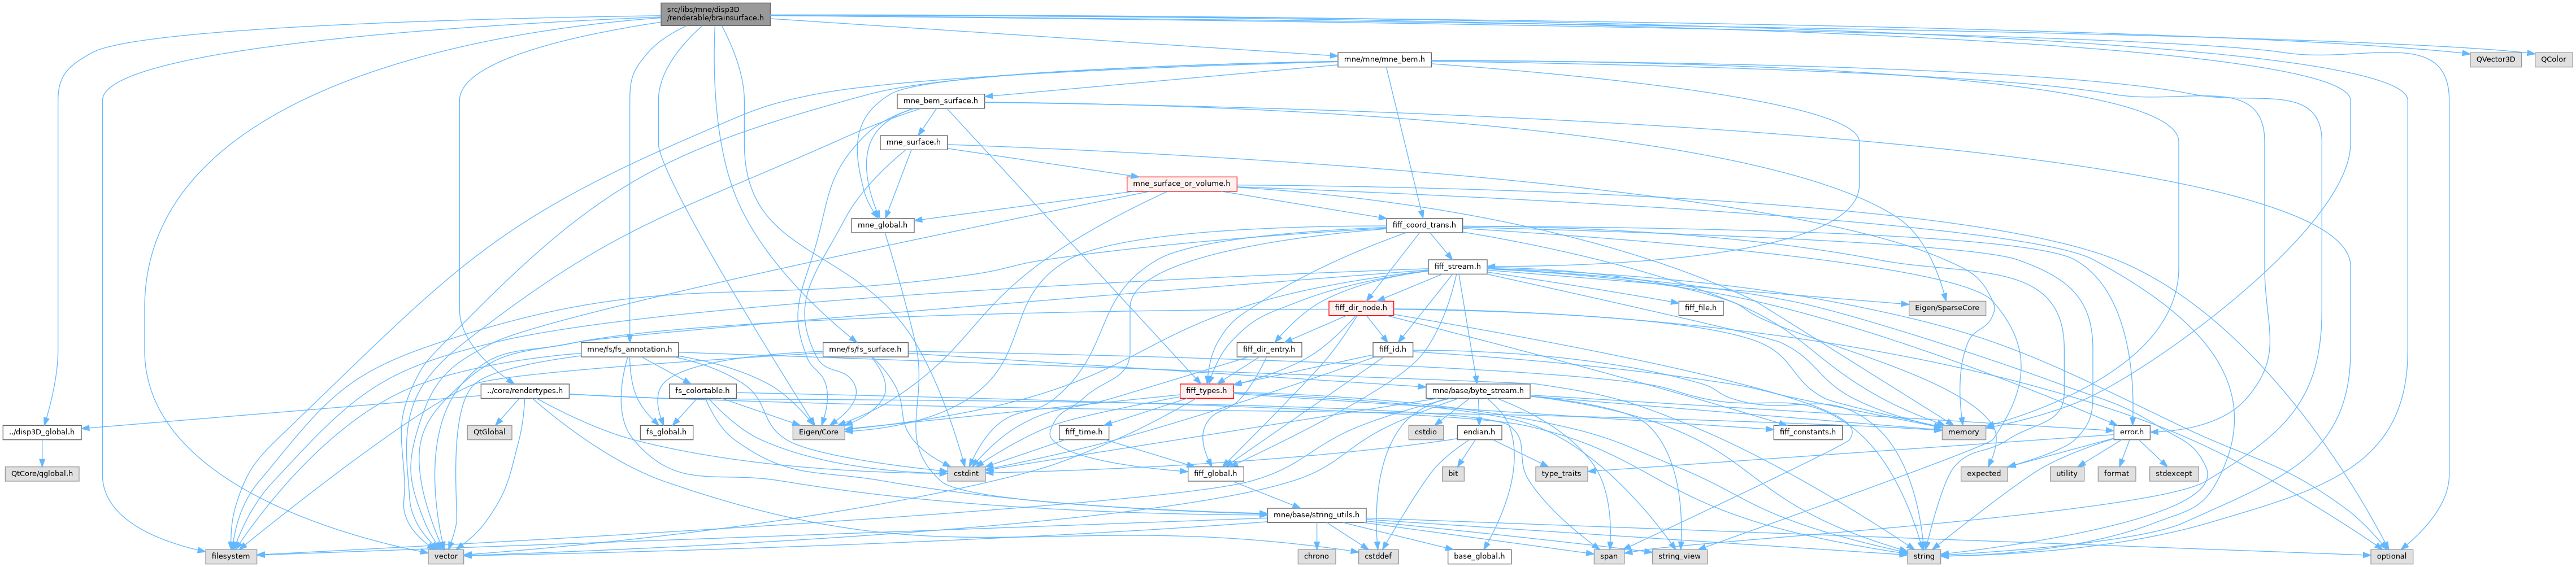 src/libs/mne/disp3D
/renderable/brainsurface.h
mne/mne/mne_bem.h
QVector3D
QColor
mne_bem_surface.h
mne_surface.h
mne_surface_or_volume.h
mne_global.h
fiff_coord_trans.h
fiff_stream.h
fiff_dir_node.h
fiff_file.h
Eigen/SparseCore
mne/fs/fs_annotation.h
mne/fs/fs_surface.h
fiff_dir_entry.h
fiff_id.h
../core/rendertypes.h
fs_colortable.h
fiff_types.h
mne/base/byte_stream.h
../disp3D_global.h
QtGlobal
fs_global.h
Eigen/Core
fiff_time.h
cstdio
endian.h
fiff_constants.h
memory
error.h
QtCore/qglobal.h
cstdint
fiff_global.h
bit
type_traits
expected
utility
format
stdexcept
mne/base/string_utils.h
filesystem
vector
chrono
cstddef
base_global.h
span
string_view
string
optional